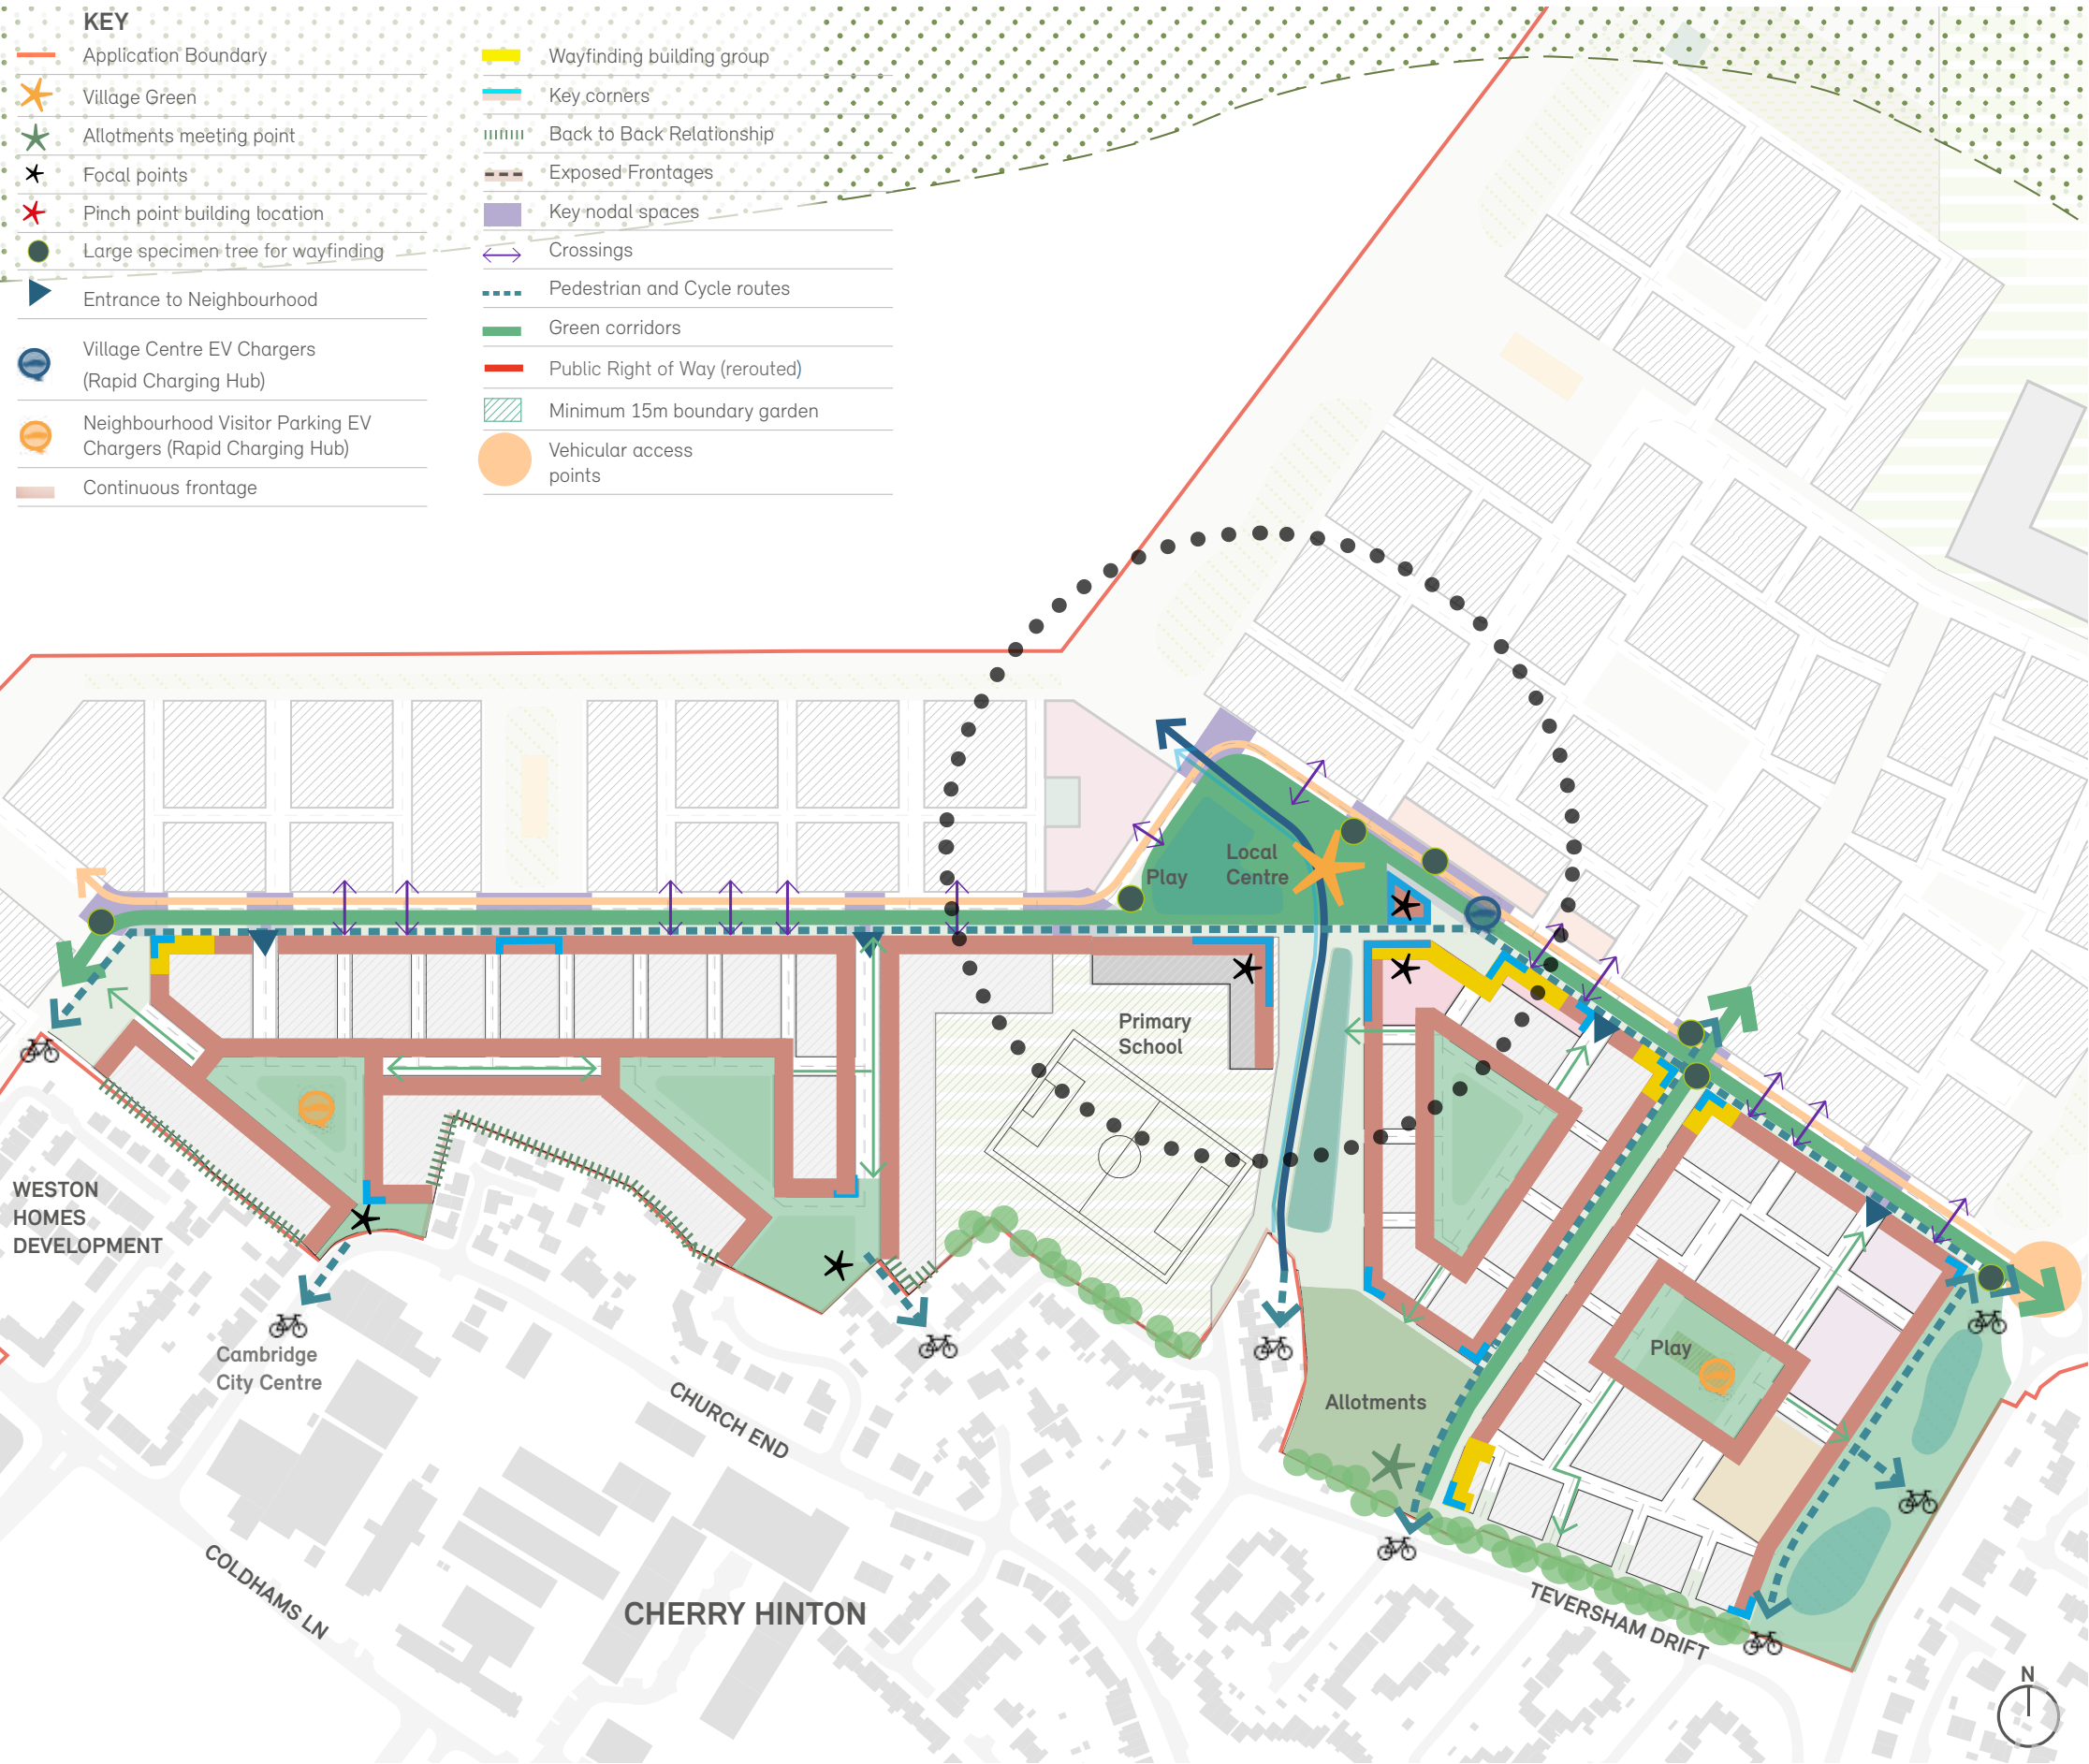 KEY
Application Boundary
Village Green
Allotments meeting point
Focal points
Pinch point building location
Large specimen tree for wayfinding
Entrance to Neighbourhood
Village Centre EV Chargers
(Rapid Charging Hub)
Neighbourhood Visitor Parking EV
Chargers (Rapid Charging Hub)
Continuous frontage
Wayfinding building group
Key corners
Back to Back Relationship
Exposed Frontages
Key nodal spaces
Crossings
Pedestrian and Cycle routes
Green corridors
Public Right of Way (rerouted)
Minimum 15m boundary garden
Vehicular access
points
Local
Centre
Play
Primary
School
WESTON
HOMES
DEVELOPMENT
Cambridge
City Centre
Play
Allotments
CHURCH END
COLDHAMS LN
CHERRY HINTON
TEVERSHAM DRIFT
N